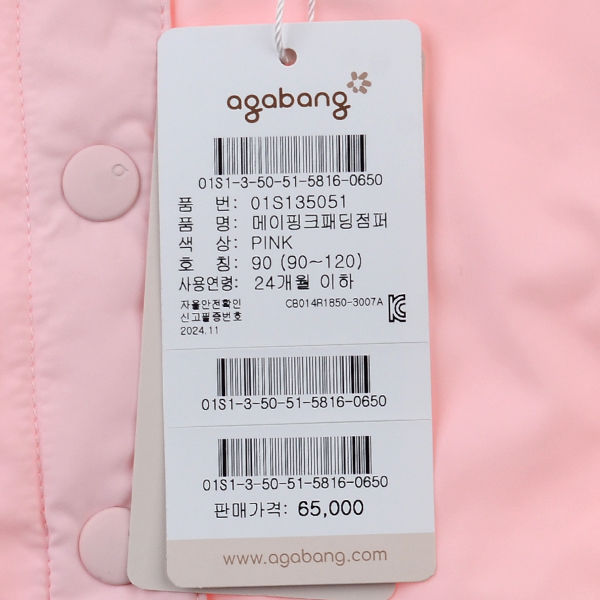 agabang
01S1-3-50-51-5816-0650
품 번: 01S135051
품 명: 메이핑크패딩점퍼
색 상: PINK
호 칭: 90 (90~120)
사용연령: 24개월 이하
자율안전확인
신고필증번호 CB014R1850-3007A
2024.11
01S1-3-50-51-5816-0650
01S1-3-50-51-5816-0650
판매가격: 65,000
www.agabang.com